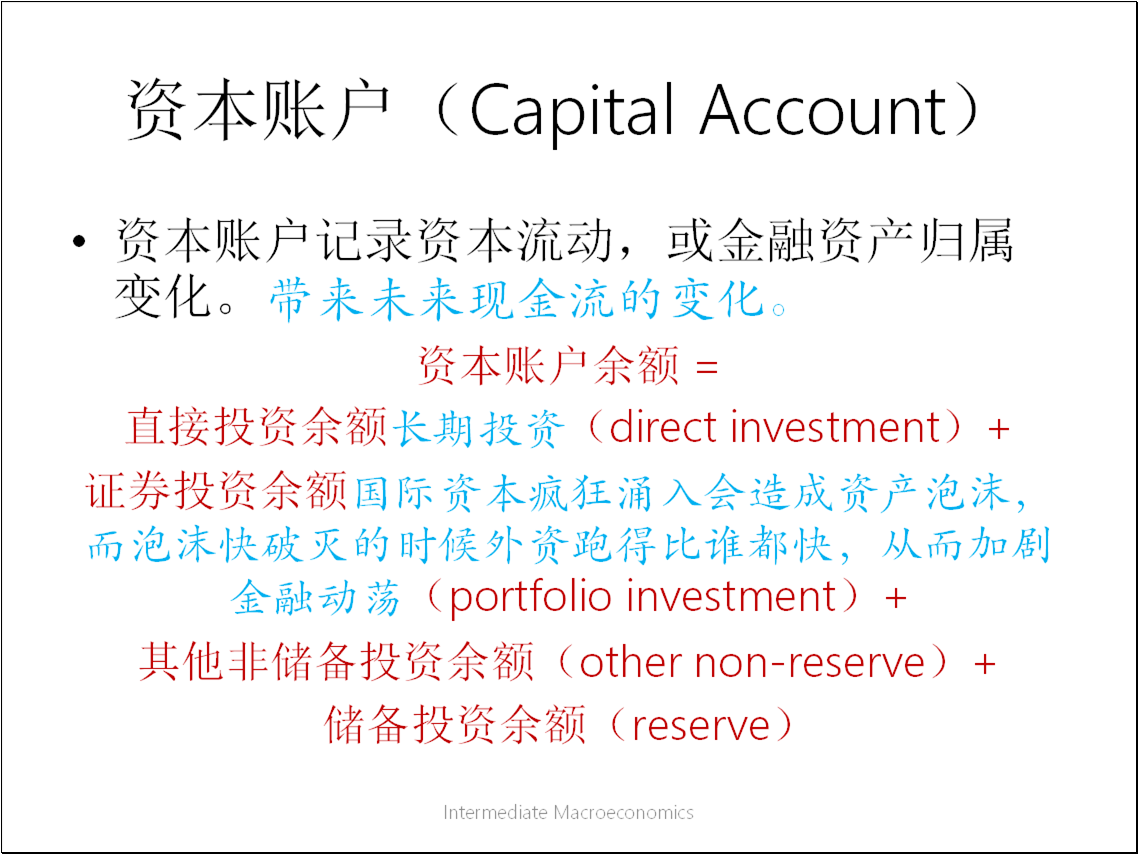 资本账户（Capital Account）
• 资本账户记录资本流动，或金融资产归属
变化。带来未来现金流的变化。
资本账户余额 =
直接投资余额长期投资（direct investment）+
证券投资余额国际资本疯狂涌入会造成资产泡沫，
而泡沫快破灭的时候外资跑得比谁都快，从而加剧
金融动荡（portfolio investment）+
其他非储备投资余额（other non-reserve）+
储备投资余额（reserve）
Intermediate Macroeconomics